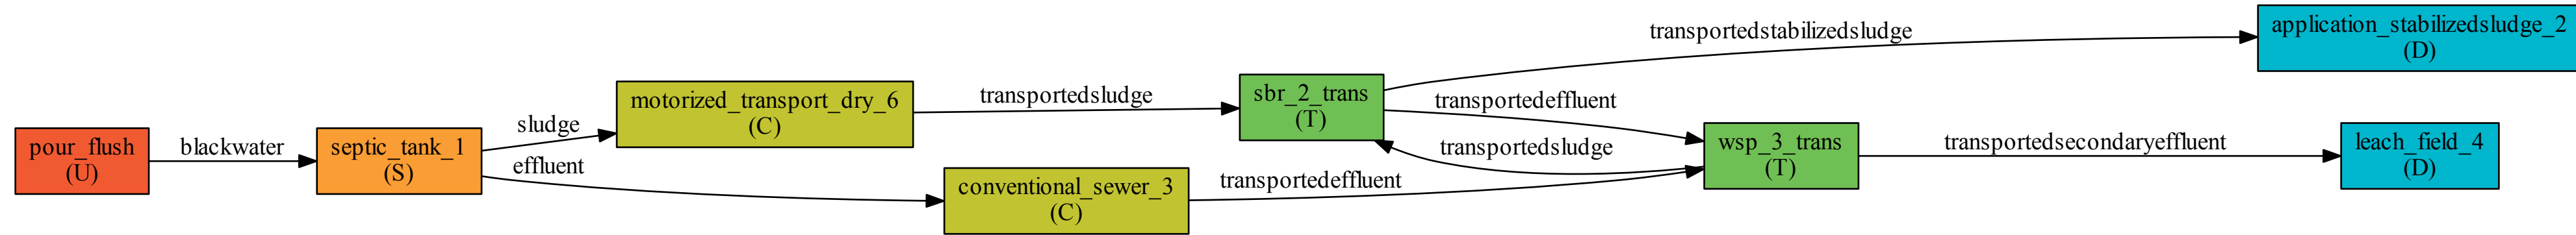 pour_flush
(U)
blackwater
septic_tank_1
(S)
sludge
effluent
motorized_transport_dry_6
(C)
conventional_sewer_3
(C)
transportedsludge
transportedeffluent
sbr_2_trans
(T)
transportedstabilizedsludge
transportedeffluent
transportedsludge
wsp_3_trans
(T)
transportedsecondaryeffluent
application_stabilizedsludge_2
(D)
leach_field_4
(D)